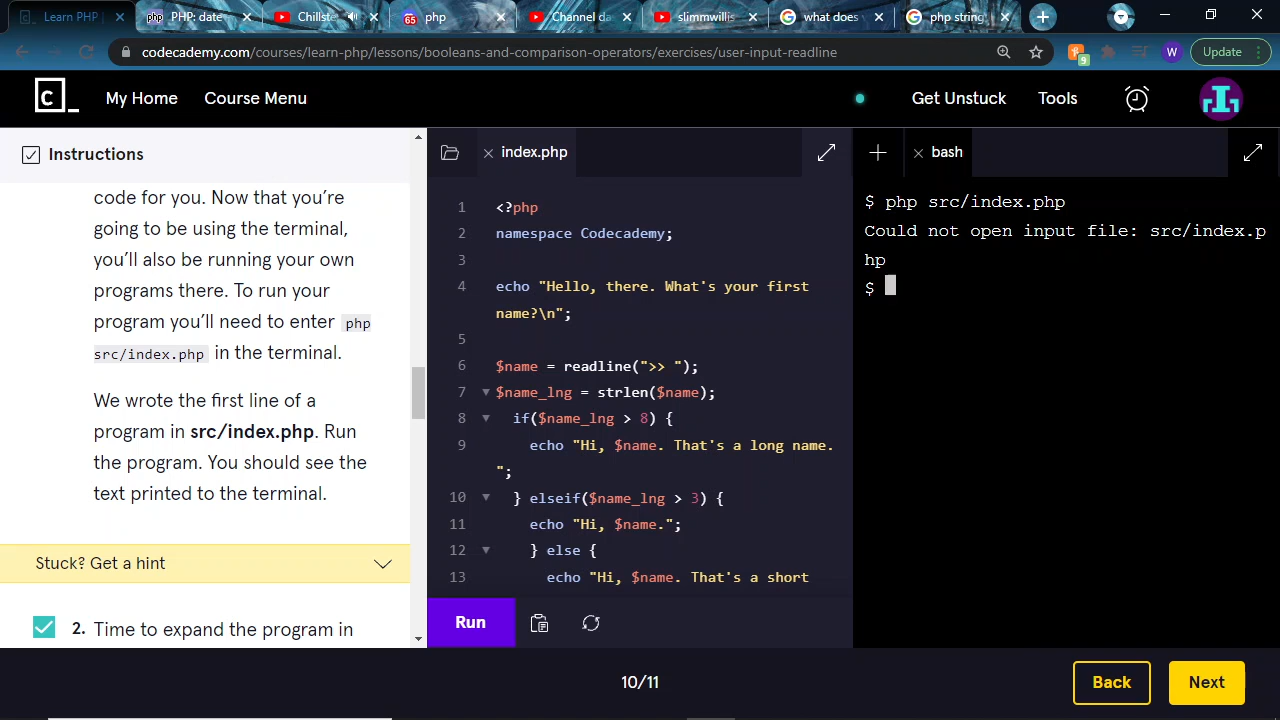 Learn PHP |
php PHP: date
Chillste
65 php
Channel da
slimmwillis
what does
php string
codecademy.com/courses/learn-php/lessons/booleans-and-comparison-operators/exercises/user-input-readline
9
W
Update
c_
My Home
Course Menu
Get Unstuck
Tools
Instructions
code for you. Now that you're
going to be using the terminal,
you'll also be running your own
programs there. To run your
program you'll need to enter php
src/index.php in the terminal.
We wrote the first line of a
program in src/index.php. Run
the program. You should see the
text printed to the terminal.
Stuck? Get a hint
2. Time to expand the program in
index.php
1 <?php
2 namespace Codecademy;
3
4 echo "Hello, there. What's your first
name?\n";
5
6 $name = readline(">> ");
7 $name_lng = strlen($name);
8 if($name_lng > 8) {
9 echo "Hi, $name. That's a long name.
";
10 } elseif($name_lng > 3) {
11 echo "Hi, $name.";
12 } else {
13 echo "Hi, $name. That's a short
Run
bash
$ php src/index.php
Could not open input file: src/index.p
hp
$
10/11
Back
Next